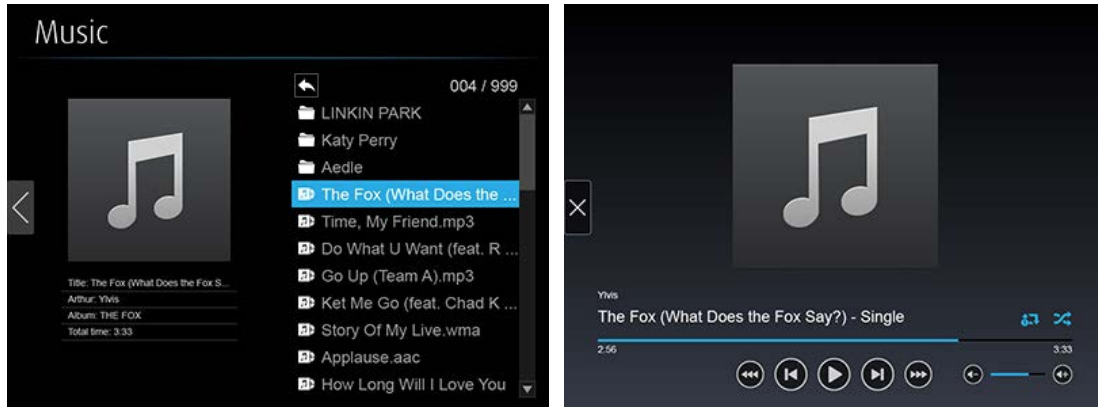 Music
004 / 999
LINKIN PARK
Katy Perry
Aedle
The Fox (What Does the ...
Time, My Friend.mp3
Do What U Want (feat. R ...
Go Up (Team A).mp3
Ket Me Go (feat. Chad K ...
Story Of My Live.wma
Applause.aac
How Long Will I Love You
Title: The Fox (What Does the Fox S...
Arthur: Ylvis
Album: THE FOX
Total time: 3:33
Ylvis
The Fox (What Does the Fox Say?) - Single
2:56
3:33